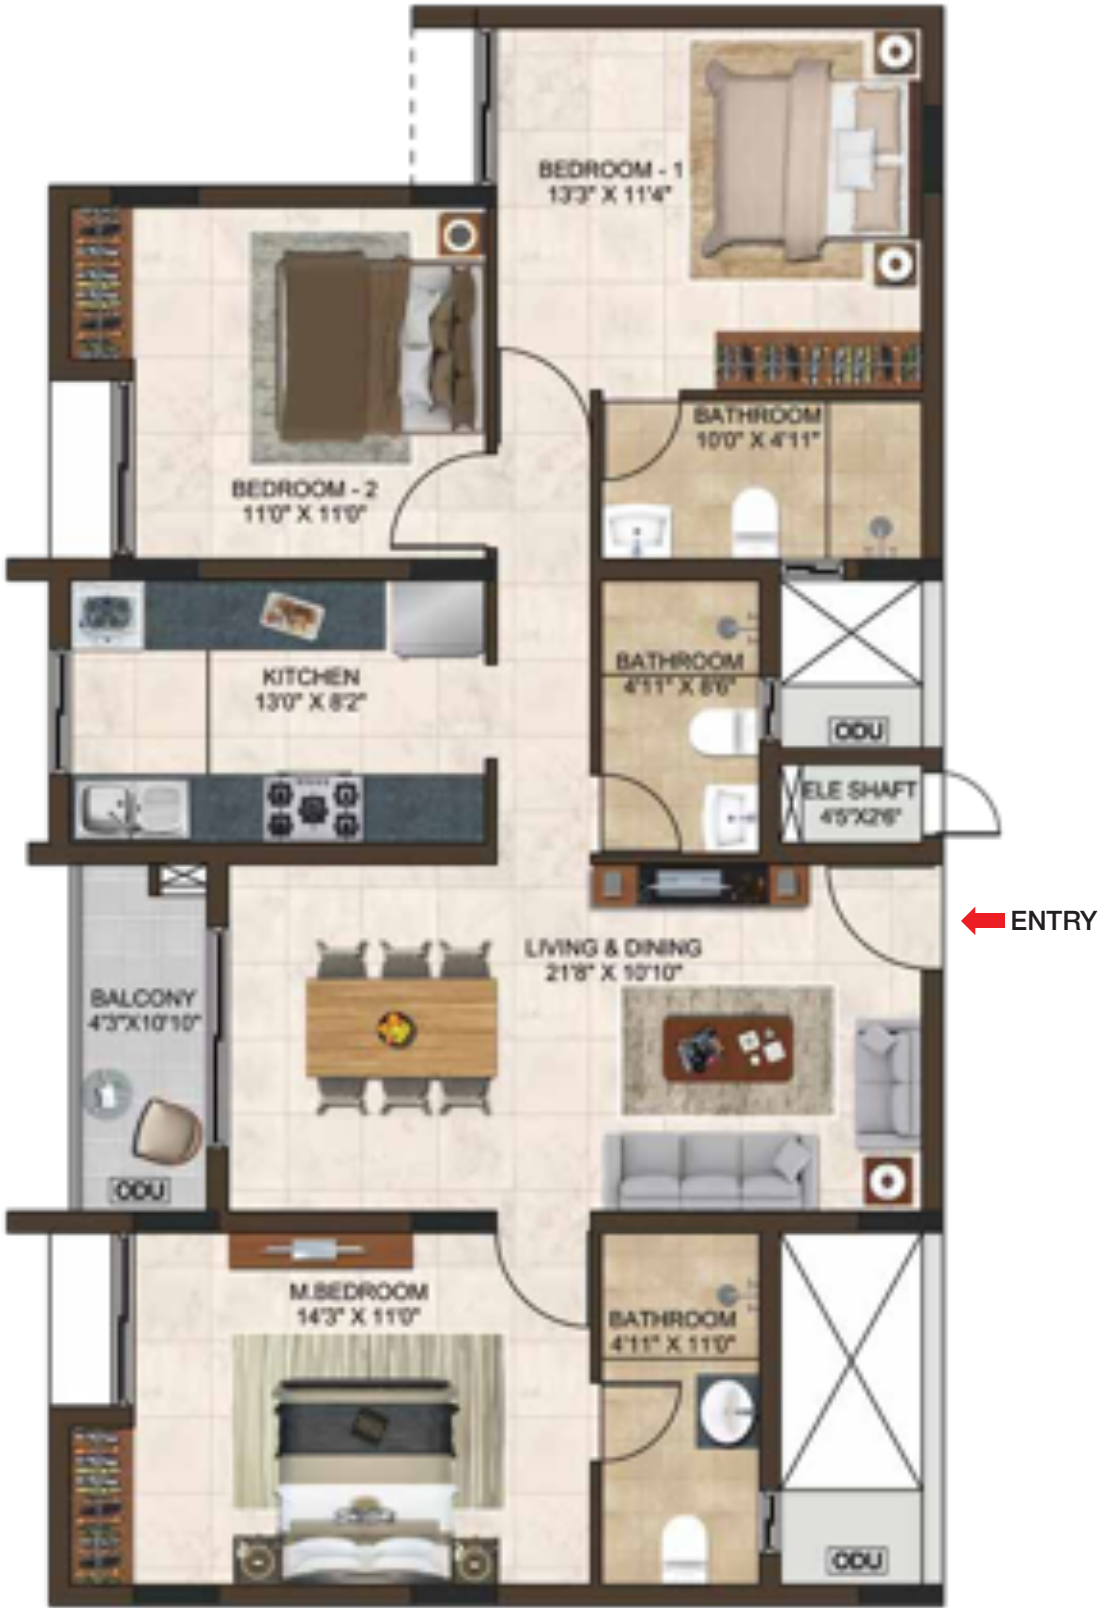 BEDROOM - 1
13'3" X 11'4"
BEDROOM - 2
11'0" X 11'0"
BATHROOM
10'0" X 4'11"
KITCHEN
13'0" X 8'2"
BATHROOM
4'11" X 8'6"
ODU
ELE SHAFT
4'5"X2'6"
ENTRY
LIVING & DINING
21'8" X 10'10"
BALCONY
4'3"X10'10"
ODU
M.BEDROOM
14'3" X 11'0"
BATHROOM
4'11" X 11'0"
ODU